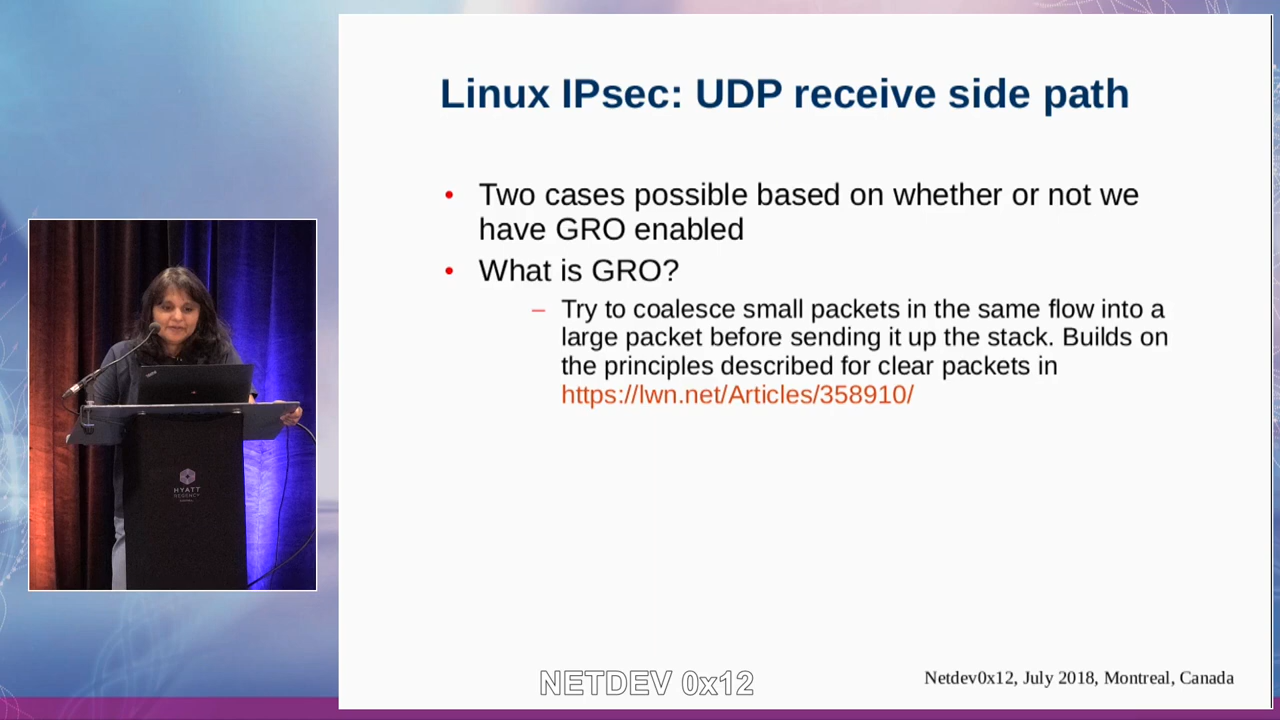 Linux IPsec: UDP receive side path
• Two cases possible based on whether or not we
have GRO enabled
• What is GRO?
– Try to coalesce small packets in the same flow into a
large packet before sending it up the stack. Builds on
the principles described for clear packets in
https://lwn.net/Articles/358910/
HYATT
REGENCY
NETDEV 0x12
Netdev0x12, July 2018, Montreal, Canada